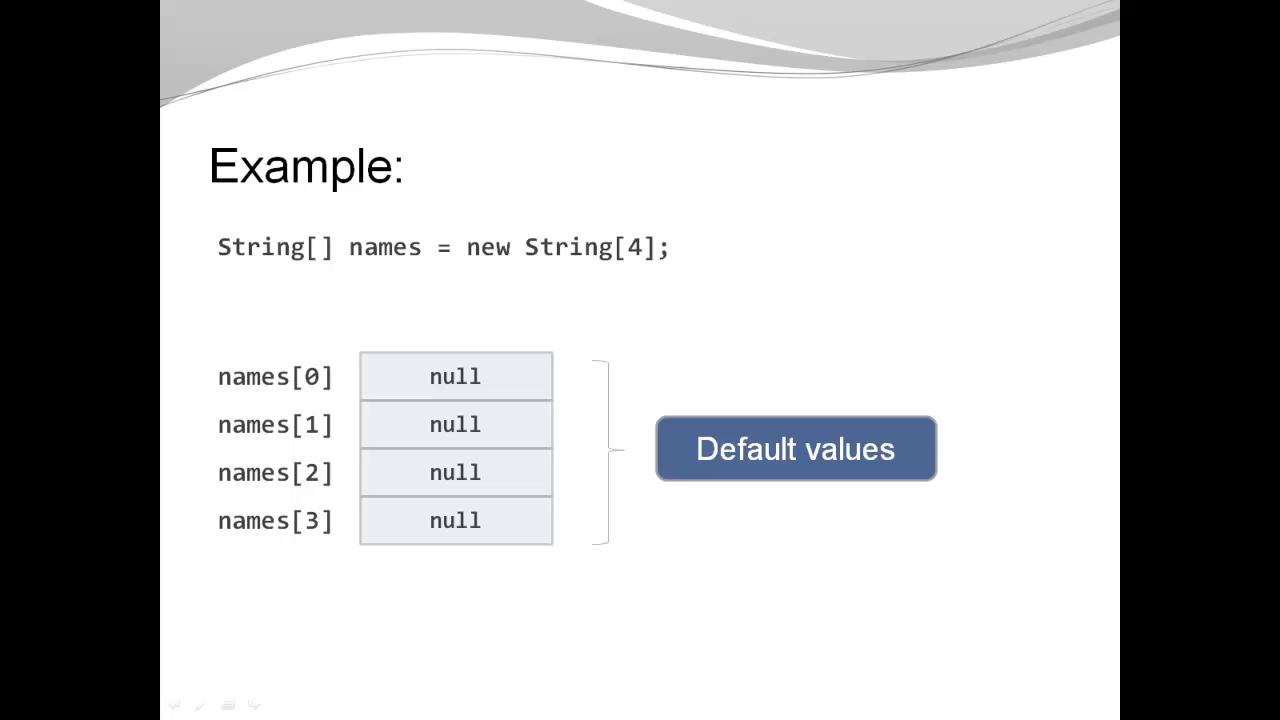 Example:
String[] names = new String[4];
names[0] null
names[1] null
names[2] null
names[3] null
Default values